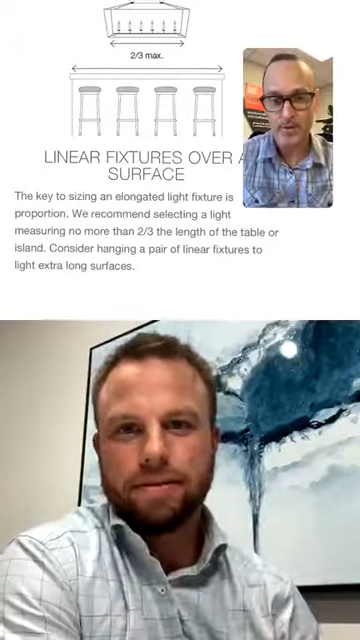 2/3 max.
LINEAR FIXTURES OVER A
SURFACE
The key to sizing an elongated light fixture is
proportion. We recommend selecting a light
measuring no more than 2/3 the length of the table or
island. Consider hanging a pair of linear fixtures to
light extra long surfaces.